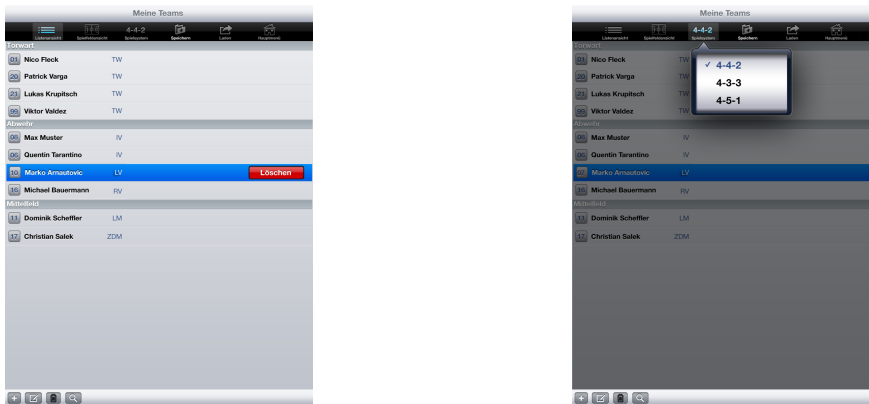 Meine Teams
4-4-2
Listenansicht Spielfeldansicht Spielsystem Speichern Laden Hauptmenü
Torwart
01 Nico Fleck TW
20 Patrick Varga TW
21 Lukas Krupitsch TW
99 Viktor Valdez TW
Abwehr
08 Max Muster IV
06 Quentin Tarantino IV
10 Marko Arnautovic LV Löschen
16 Michael Bauermann RV
Mittelfeld
11 Dominik Scheffler LM
17 Christian Salek ZDM
Meine Teams
4-4-2
Listenansicht Spielfeldansicht Spielsystem Speichern Laden Hauptmenü
Torwart
01 Nico Fleck TW
20 Patrick Varga TW
21 Lukas Krupitsch TW
99 Viktor Valdez TW
4-4-2
4-3-3
4-5-1
Abwehr
08 Max Muster IV
06 Quentin Tarantino IV
07 Marko Arnautovic LV
16 Michael Bauermann RV
Mittelfeld
11 Dominik Scheffler LM
17 Christian Salek ZDM